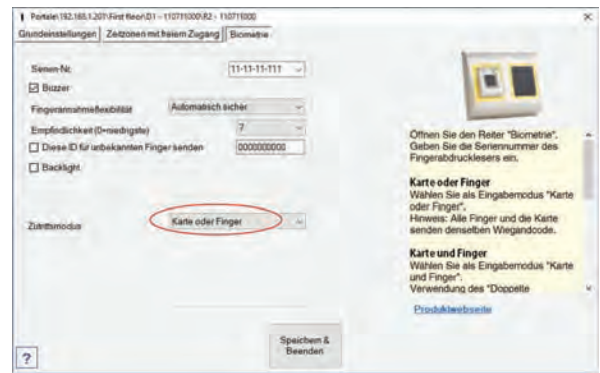 Portale\192.168.1.201\First floor\D1 - 110711000\R2 - 110711000
Grundeinstellungen
Zeitzonen mit freiem Zugang
Biometrie
Serien-Nr.
11-11-11-111
Buzzer
Fingerannahmeflexibilität
Automatisch sicher
Empfindlichkeit (0=niedrigste)
7
Diese ID für unbekannten Finger senden
0000000000
Backlight
Zutrittsmodus
Karte oder Finger
Speichern &
Beenden
?
Öffnen Sie den Reiter "Biometrie".
Geben Sie die Seriennummer des
Fingerabdrucklesers ein.
Karte oder Finger
Wählen Sie als Eingabemodus "Karte
oder Finger".
Hinweis: Alle Finger und die Karte
senden denselben Wiegandcode.
Karte und Finger
Wählen Sie als Eingabemodus "Karte
und Finger".
Verwendung des "Doppelte
Produktwebseite